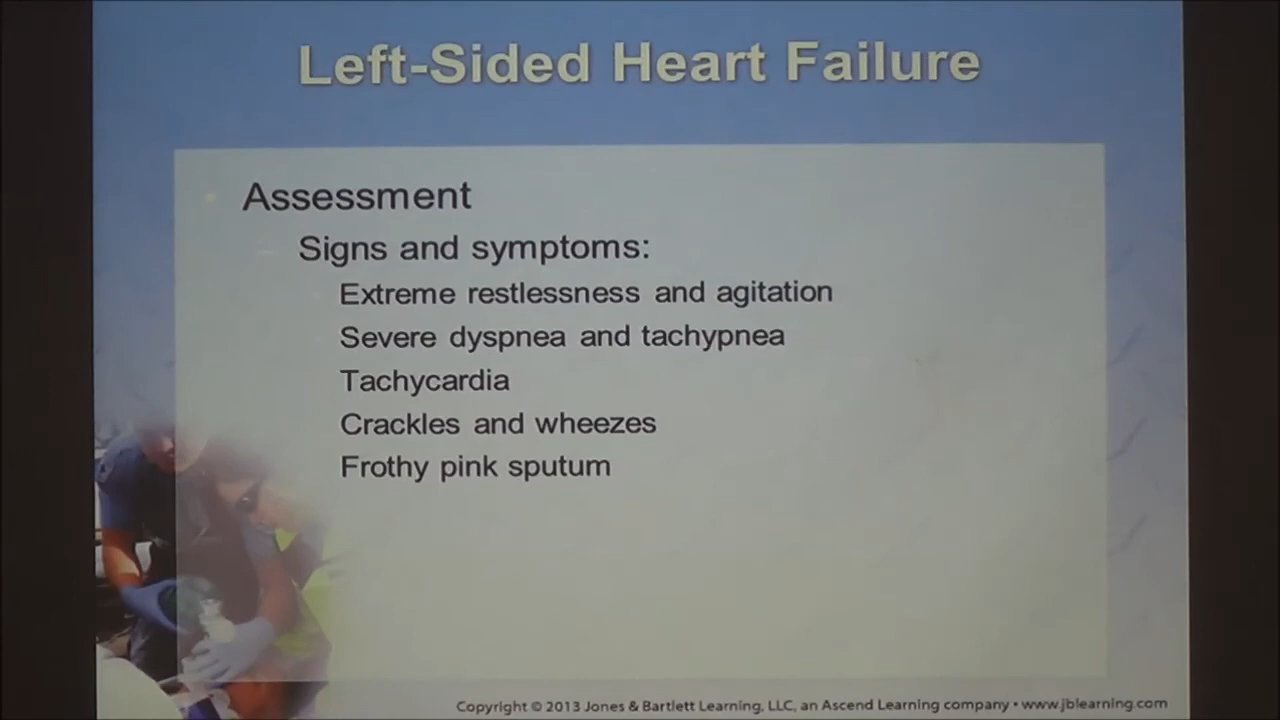 Left-Sided Heart Failure
Assessment
Signs and symptoms:
Extreme restlessness and agitation
Severe dyspnea and tachypnea
Tachycardia
Crackles and wheezes
Frothy pink sputum
Copyright © 2013 Jones & Bartlett Learning, LLC, an Ascend Learning company • www.jblearning.com